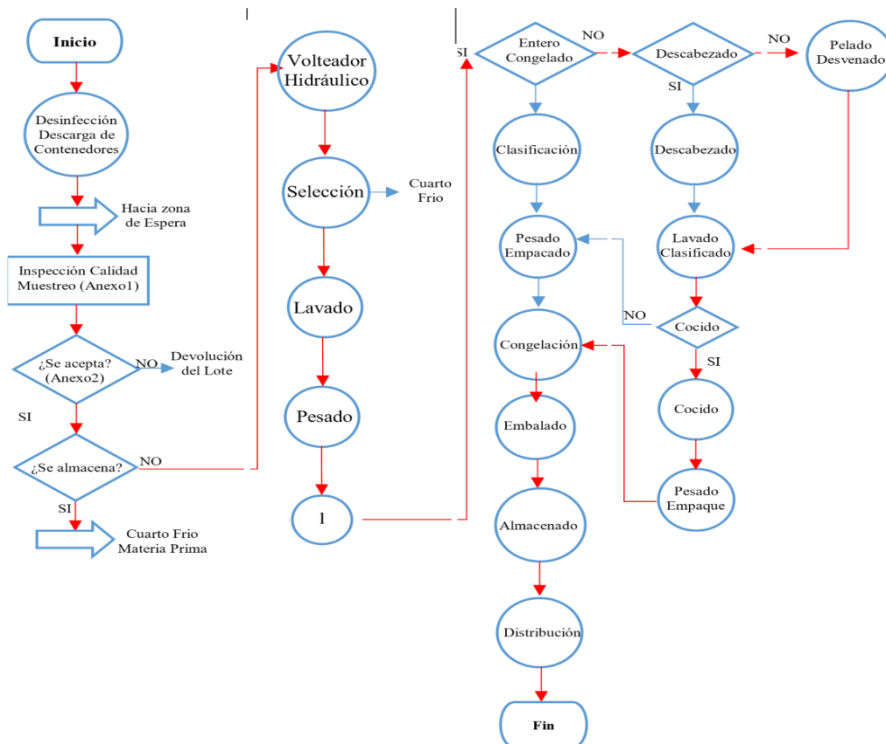 Inicio
Desinfección
Descarga de
Contenedores
Hacia zona
de Espera
Inspección Calidad
Muestreo (Anexo1)
¿Se acepta?
(Anexo2)
NO
Devolución
del Lote
SI
¿Se almacena?
NO
SI
Cuarto Frio
Materia Prima
Volteador
Hidráulico
Selección
Cuarto
Frio
Lavado
Pesado
1
SI
Entero
Congelado
NO
Descabezado
NO
Pelado
Desvenado
SI
Clasificación
Descabezado
Pesado
Empacado
Lavado
Clasificado
NO
Cocido
SI
Congelación
Cocido
Embalado
Pesado
Empaque
Almacenado
Distribución
Fin